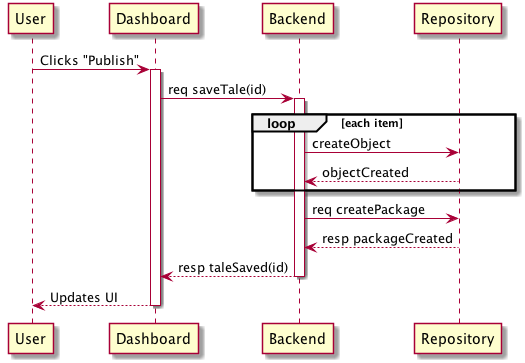 User Dashboard Backend Repository
Clicks "Publish"
req saveTale(id)
loop [each item]
createObject
objectCreated
req createPackage
resp packageCreated
resp taleSaved(id)
Updates UI
User Dashboard Backend Repository